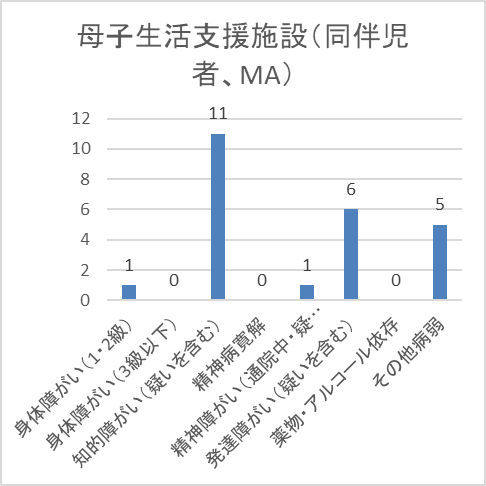 母子生活支援施設(同伴児
者、MA)
12
10
8
6
4
2
0
1
0
11
0
1
6
0
5
身体障がい(1・2級)
身体障がい(3級以下)
知的障がい(疑いを含む)
精神病寛解
精神障がい(通院中・疑…
発達障がい(疑いを含む)
薬物・アルコール依存
その他病弱